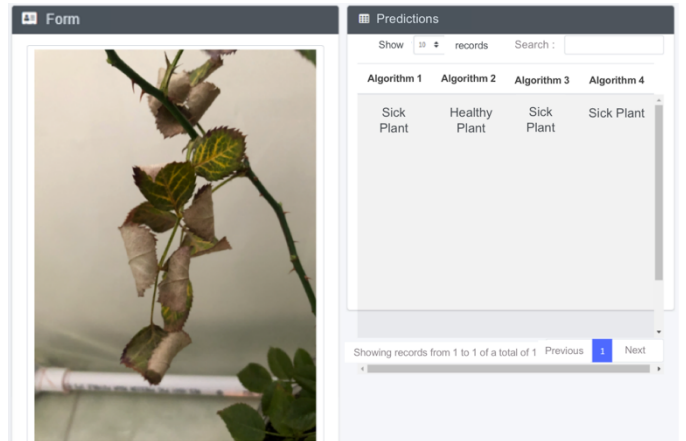 Form
Predictions
Show 10 records Search :
Algorithm 1 Algorithm 2 Algorithm 3 Algorithm 4
Sick Healthy Sick Sick Plant
Plant Plant Plant
Showing records from 1 to 1 of a total of 1 Previous 1 Next